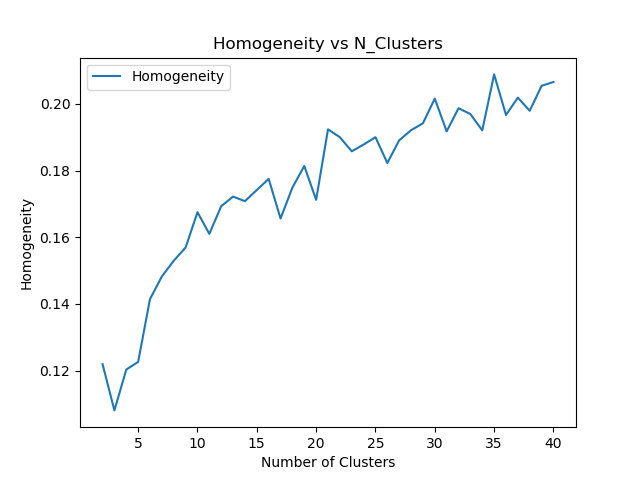 Homogeneity vs N_Clusters
Homogeneity
0.20
0.18
0.16
0.14
0.12
Homogeneity
5 10 15 20 25 30 35 40
Number of Clusters